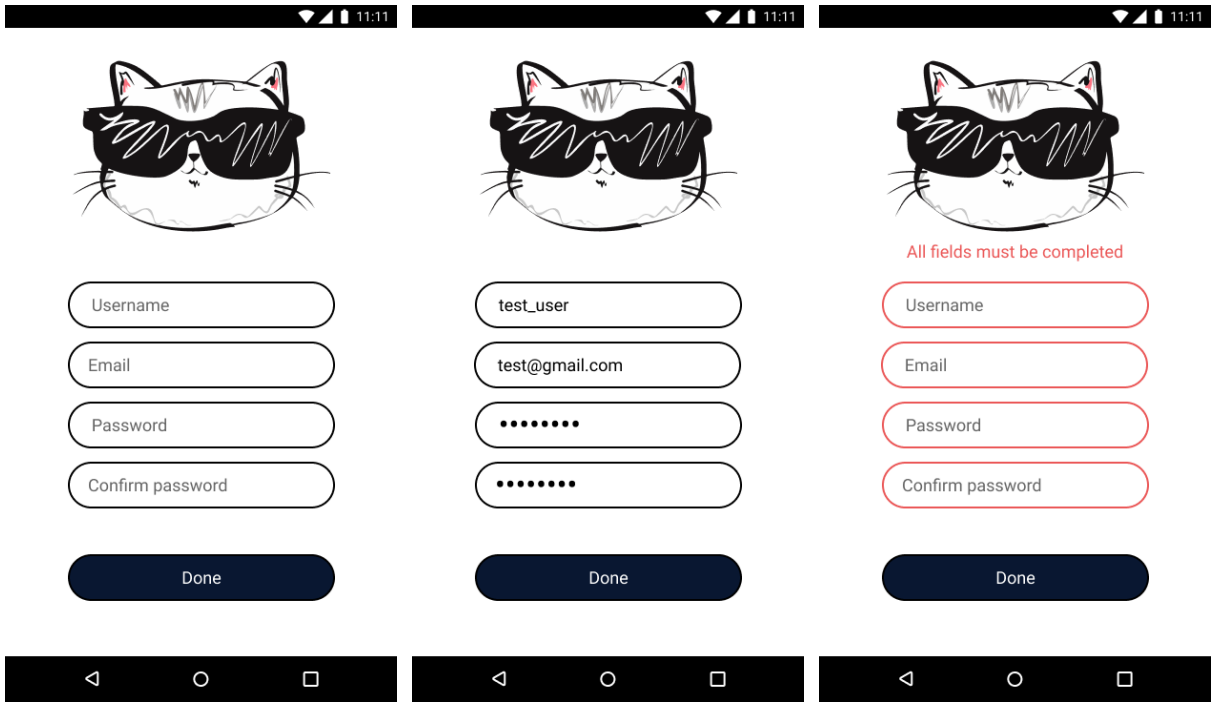 11:11
Username
Email
Password
Confirm password
Done
11:11
test_user
test@gmail.com
••••••••
••••••••
Done
11:11
All fields must be completed
Username
Email
Password
Confirm password
Done